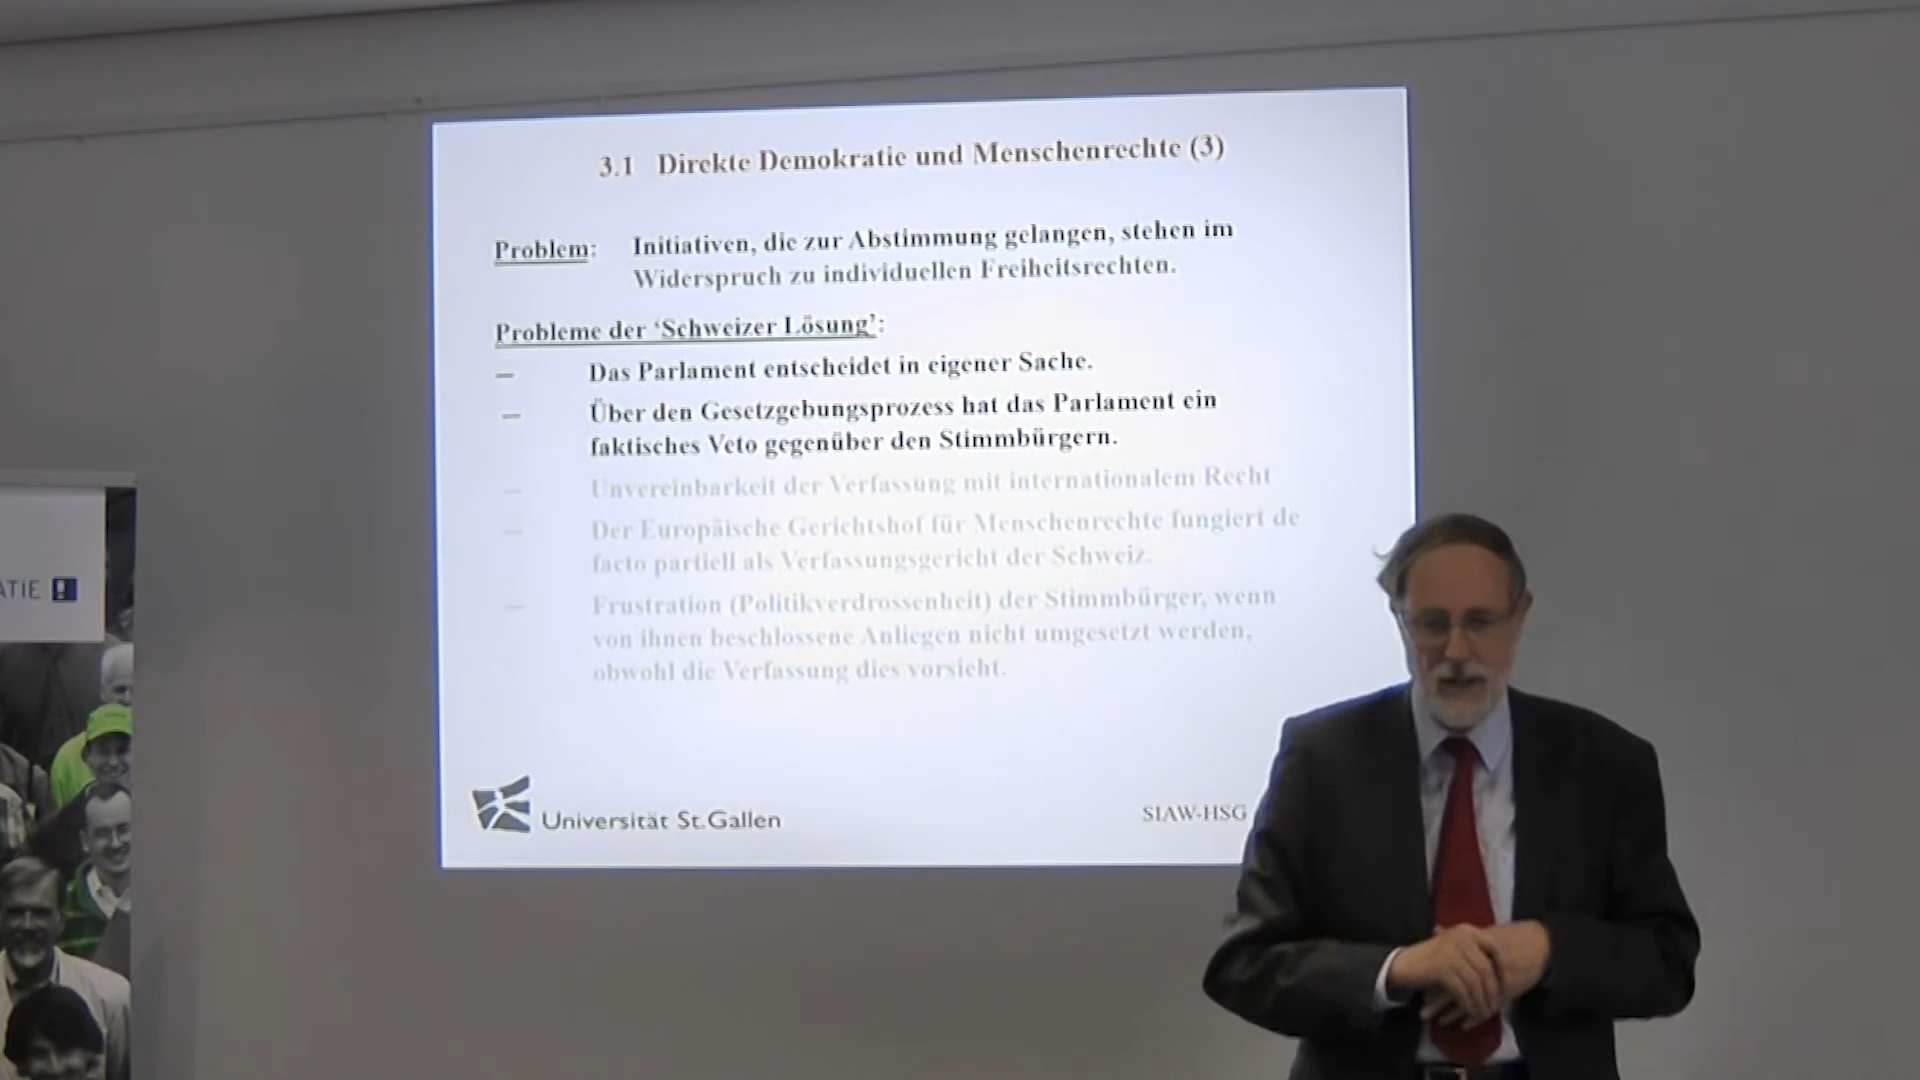 3.1 Direkte Demokratie und Menschenrechte (3)
Problem: Initiativen, die zur Abstimmung gelangen, stehen im
Widerspruch zu individuellen Freiheitsrechten.
Probleme der ‘Schweizer Lösung’:
– Das Parlament entscheidet in eigener Sache.
– Über den Gesetzgebungsprozess hat das Parlament ein
faktisches Veto gegenüber den Stimmbürgern.
– Unvereinbarkeit der Verfassung mit internationalem Recht
– Der Europäische Gerichtshof für Menschenrechte fungiert de
facto partiell als Verfassungsgericht der Schweiz.
– Frustration (Politikverdrossenheit) der Stimmbürger, wenn
von ihnen beschlossene Anliegen nicht umgesetzt werden,
obwohl die Verfassung dies vorsieht.
Universität St.Gallen
SIAW-HSG
ATIE !